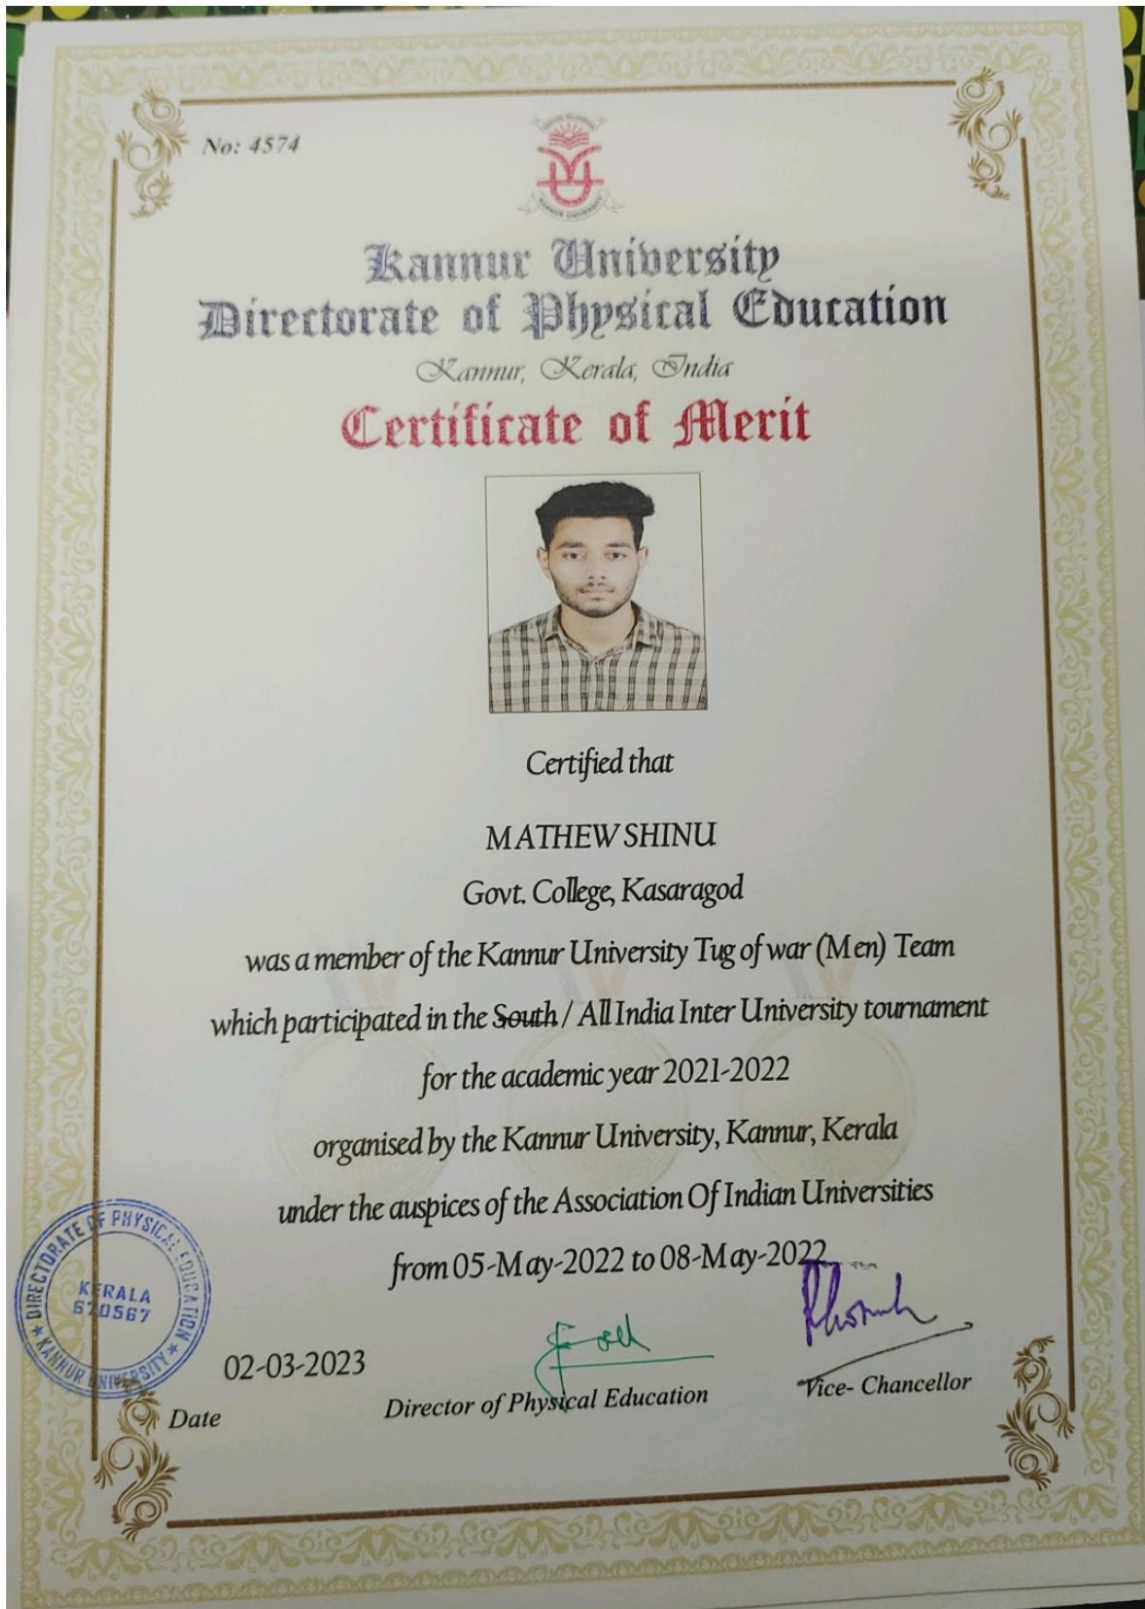 No: 4574
KANNUR UNIVERSITY
Kannur University
Directorate of Physical Education
Kannur, Kerala, India
Certificate of Merit
Certified that
MATHEW SHINU
Govt. College, Kasaragod
was a member of the Kannur University Tug of war (Men) Team
which participated in the South / All India Inter University tournament
for the academic year 2021-2022
organised by the Kannur University, Kannur, Kerala
under the auspices of the Association Of Indian Universities
from 05-May-2022 to 08-May-2022
DIRECTORATE OF PHYSICAL EDUCATION
KERALA
670567
★ KANNUR UNIVERSITY ★
02-03-2023
Date
Director of Physical Education
Vice- Chancellor